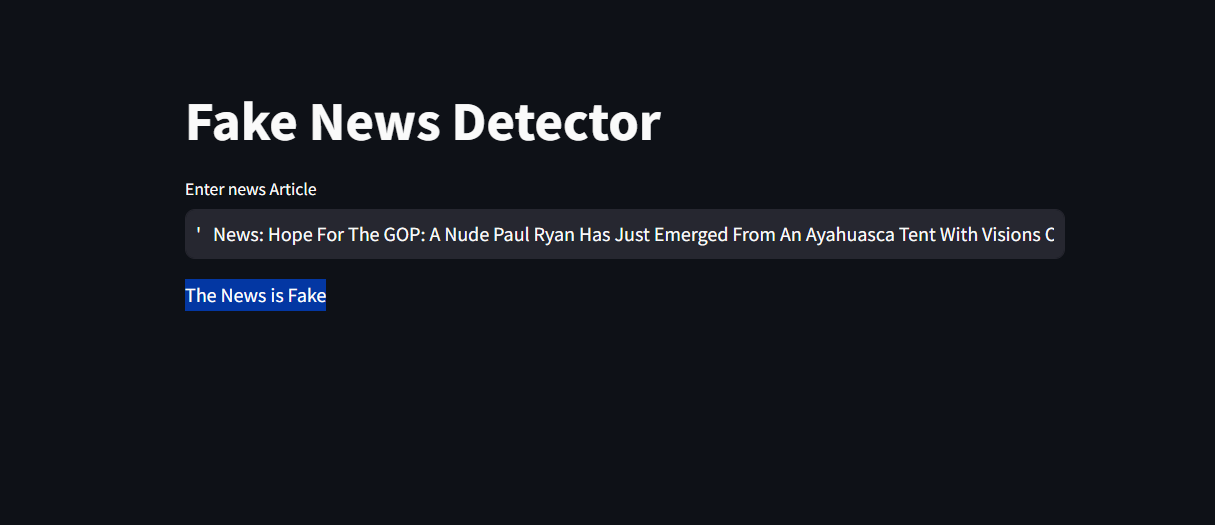 Fake News Detector
Enter news Article
' News: Hope For The GOP: A Nude Paul Ryan Has Just Emerged From An Ayahuasca Tent With Visions
The News is Fake